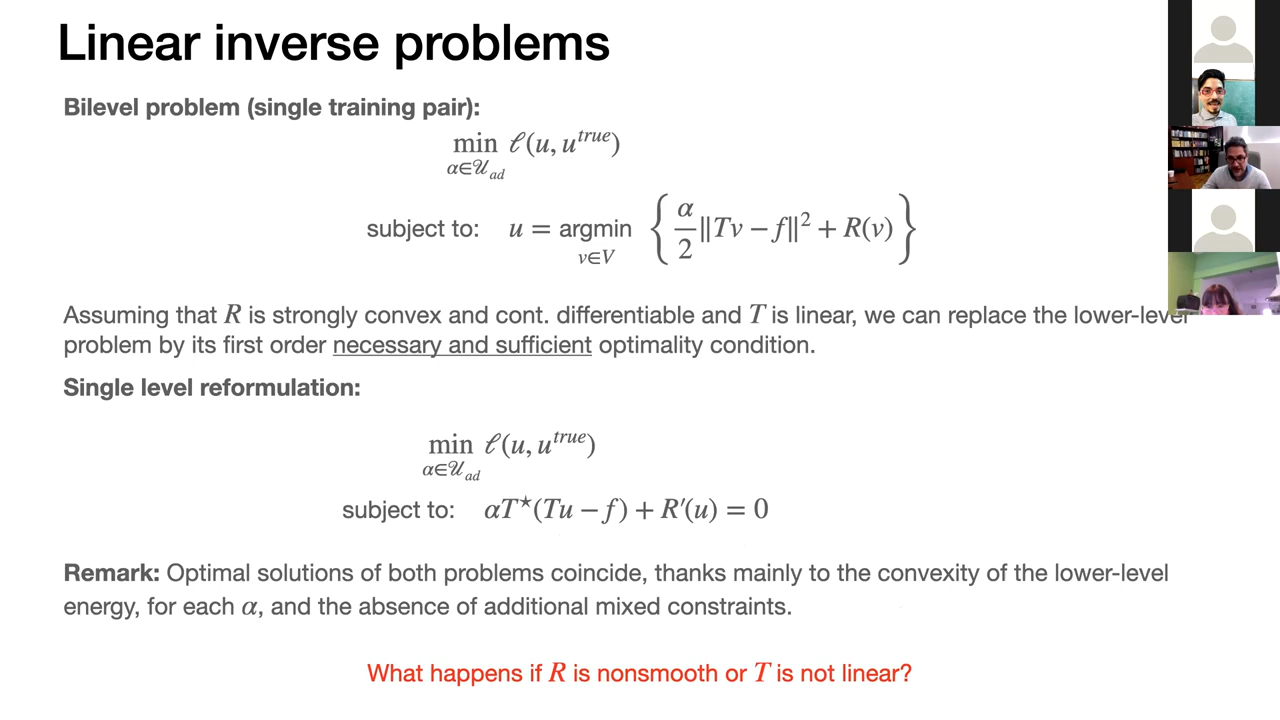 Linear inverse problems
Bilevel problem (single training pair):
min ℓ(u, u^{true})
α∈𝒰_{ad}
subject to: u = argmin { α/2 ‖Tv − f‖² + R(v) }
v∈V
Assuming that R is strongly convex and cont. differentiable and T is linear, we can replace the lower-level
problem by its first order necessary and sufficient optimality condition.
Single level reformulation:
min ℓ(u, u^{true})
α∈𝒰_{ad}
subject to: αT★(Tu − f) + R′(u) = 0
Remark: Optimal solutions of both problems coincide, thanks mainly to the convexity of the lower-level
energy, for each α, and the absence of additional mixed constraints.
What happens if R is nonsmooth or T is not linear?